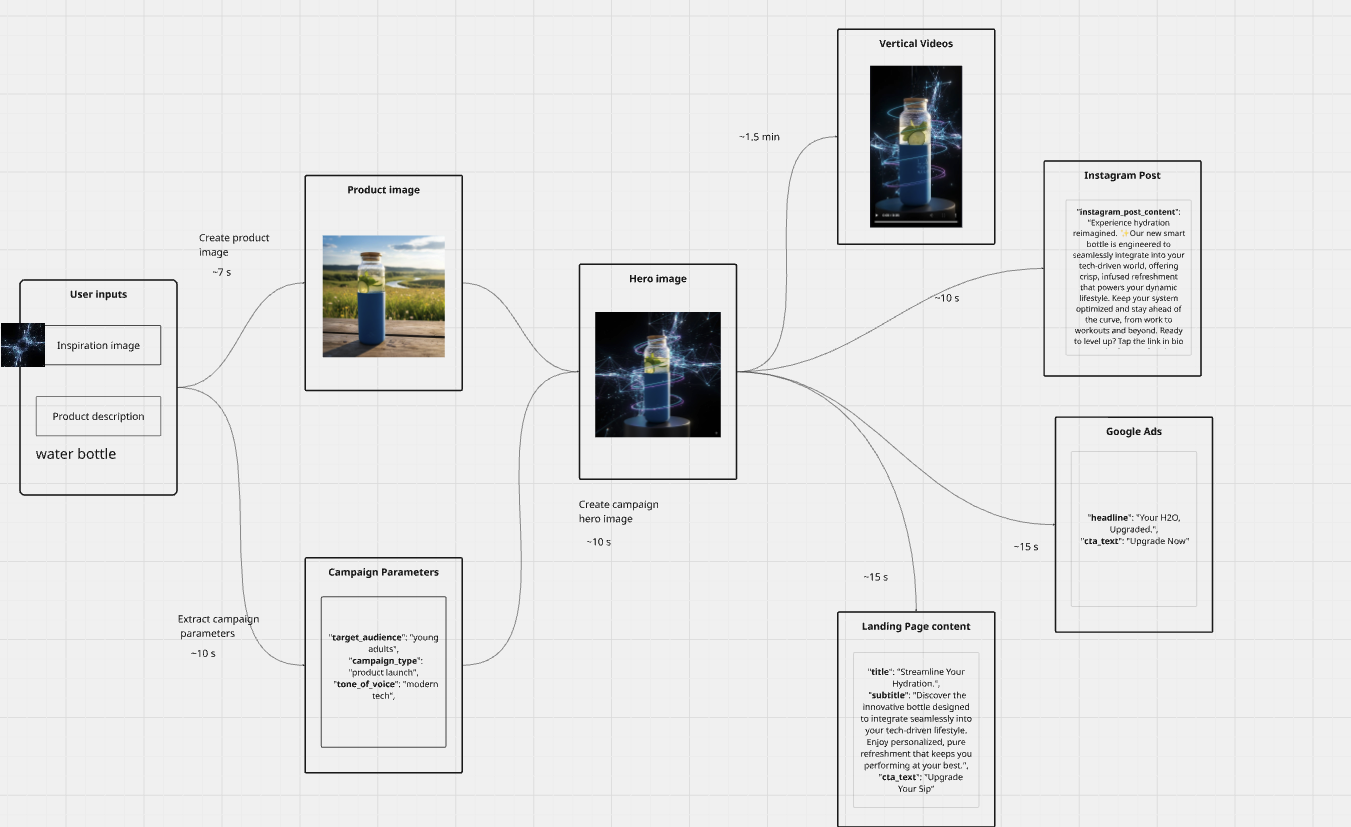 User inputs
Inspiration image
Product description
water bottle
Create product
image
~7 s
Extract campaign
parameters
~10 s
Product image
Campaign Parameters
"target_audience": "young
adults",
"campaign_type":
"product launch",
"tone_of_voice": "modern
tech",
Hero image
Create campaign
hero image
~10 s
~1.5 min
Vertical Videos
~10 s
Instagram Post
"instagram_post_content":
"Experience hydration
reimagined. ✨Our new smart
bottle is engineered to
seamlessly integrate into your
tech-driven world, offering
crisp, infused refreshment
that powers your dynamic
lifestyle. Keep your system
optimized and stay ahead of
the curve, from work to
workouts and beyond. Ready
to level up? Tap the link in bio
~15 s
Google Ads
"headline": "Your H2O,
Upgraded.",
"cta_text": "Upgrade Now"
~15 s
Landing Page content
"title": "Streamline Your
Hydration.",
"subtitle": "Discover the
innovative bottle designed
to integrate seamlessly into
your tech-driven lifestyle.
Enjoy personalized, pure
refreshment that keeps you
performing at your best.",
"cta_text": "Upgrade
Your Sip"